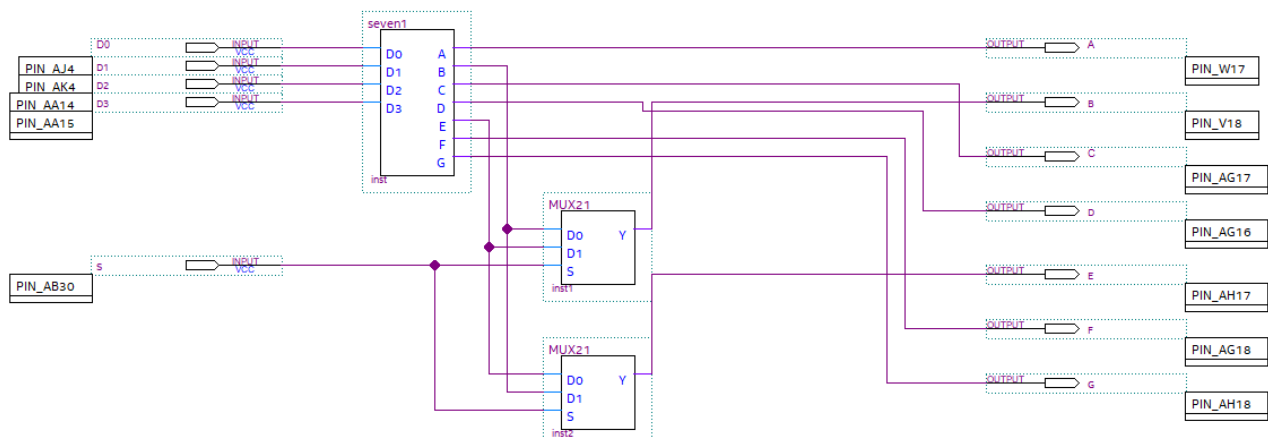 seven1
D0 INPUT VCC
D1 INPUT VCC
D2 INPUT VCC
D3 INPUT VCC
PIN_AJ4
PIN_AK4
PIN_AA14
PIN_AA15
D0 A
D1 B
D2 C
D3 D
E
F
G
inst
OUTPUT A
PIN_W17
OUTPUT B
PIN_V18
OUTPUT C
PIN_AG17
OUTPUT D
PIN_AG16
S INPUT VCC
PIN_AB30
MUX21
D0 Y
D1
S
inst1
OUTPUT E
PIN_AH17
OUTPUT F
PIN_AG18
OUTPUT G
PIN_AH18
MUX21
D0 Y
D1
S
inst2